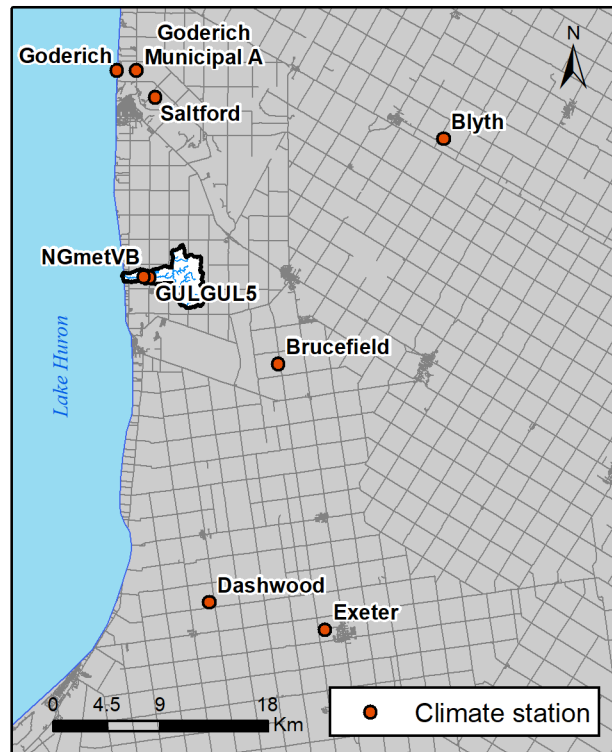 N
Goderich
Goderich
Municipal A
Saltford
Blyth
NGmetVB
GULGUL5
Brucefield
Lake Huron
Dashwood
Exeter
0 4.5 9 18
Km
Climate station